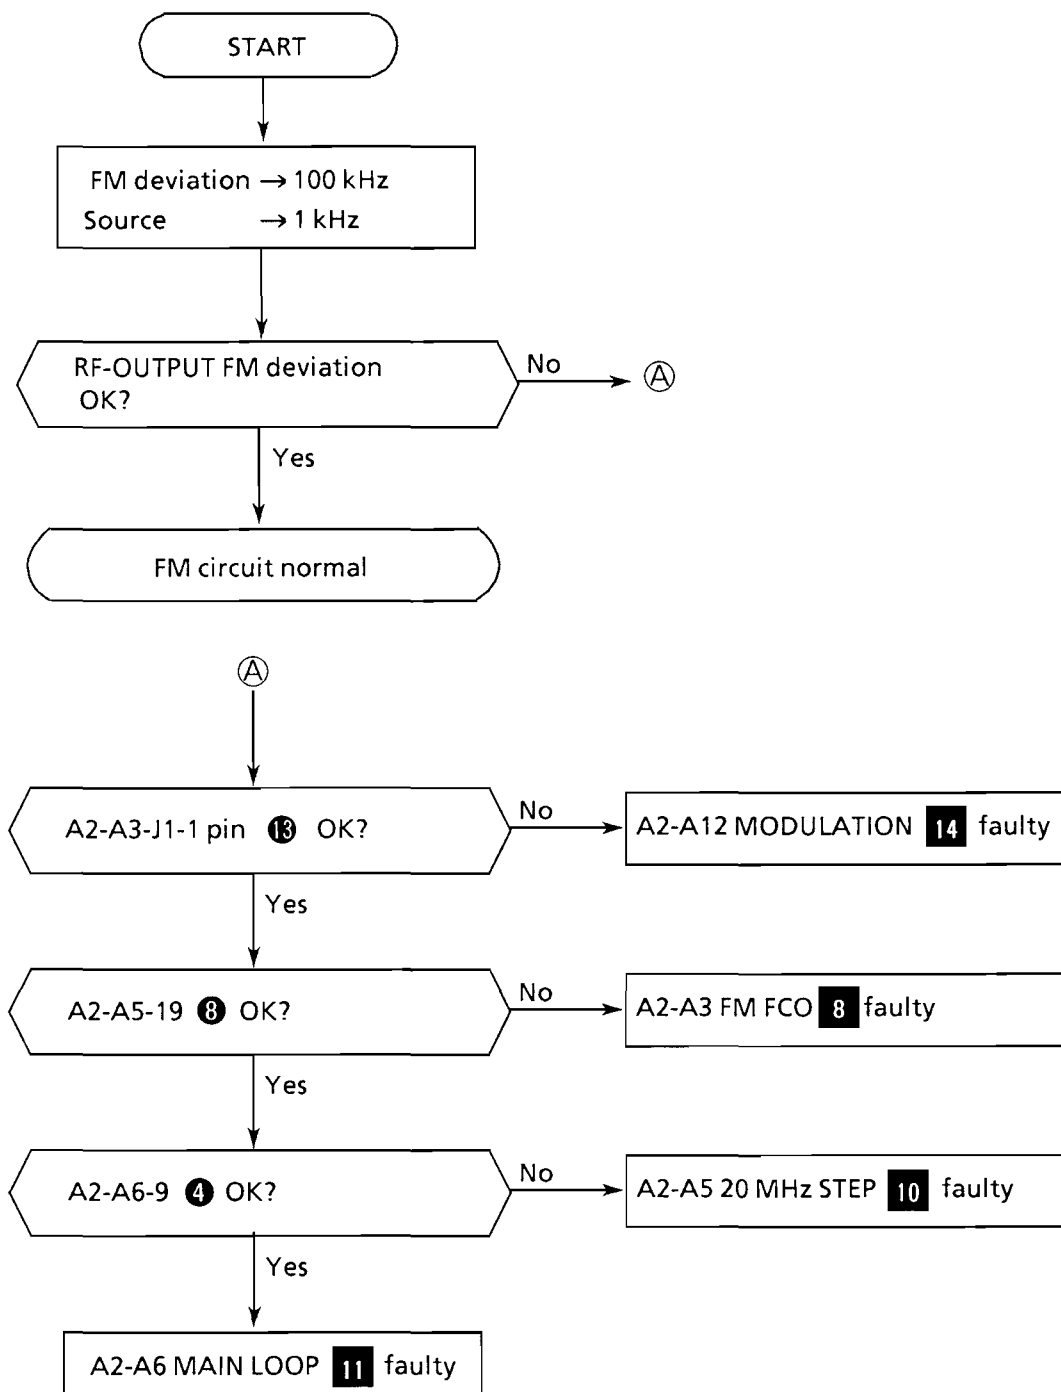 START
FM deviation → 100 kHz
Source → 1 kHz
RF-OUTPUT FM deviation
OK?
No
Ⓐ
Yes
FM circuit normal
Ⓐ
A2-A3-J1-1 pin ⓭ OK?
No
A2-A12 MODULATION 14 faulty
Yes
A2-A5-19 ❽ OK?
No
A2-A3 FM FCO 8 faulty
Yes
A2-A6-9 ❹ OK?
No
A2-A5 20 MHz STEP 10 faulty
Yes
A2-A6 MAIN LOOP 11 faulty